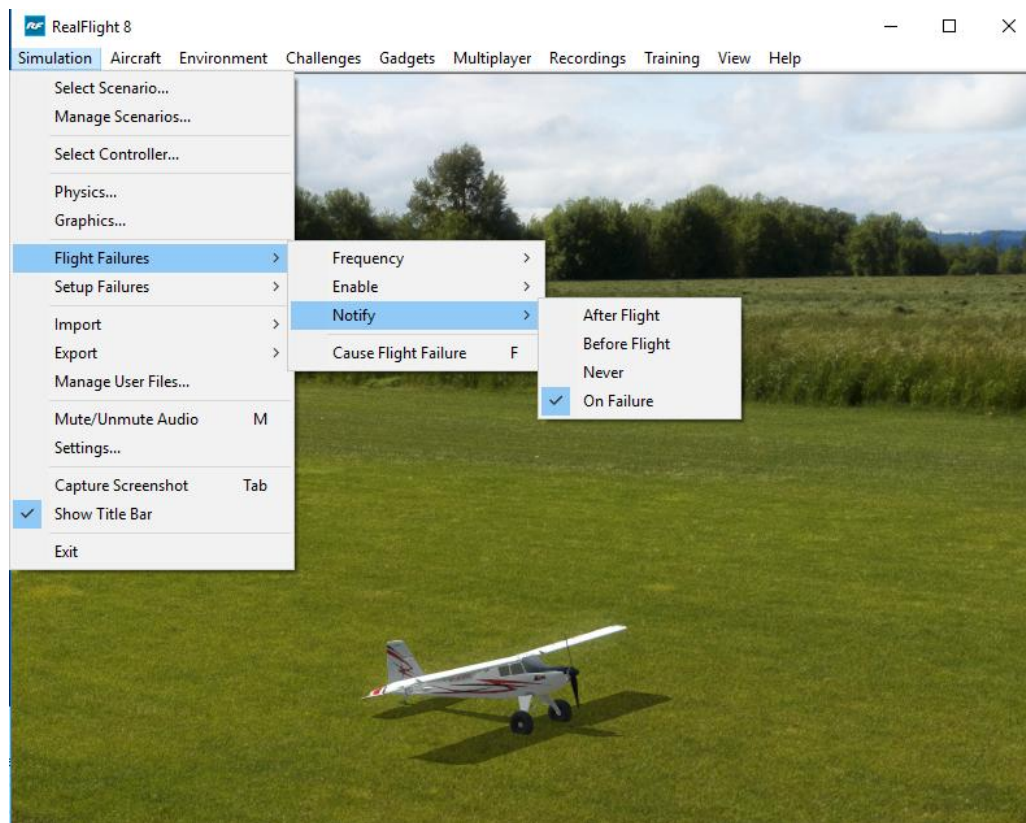 RF RealFlight 8
Simulation Aircraft Environment Challenges Gadgets Multiplayer Recordings Training View Help
Select Scenario...
Manage Scenarios...
Select Controller...
Physics...
Graphics...
Flight Failures
Setup Failures
Import
Export
Manage User Files...
Mute/Unmute Audio M
Settings...
Capture Screenshot Tab
Show Title Bar
Exit
Frequency
Enable
Notify
Cause Flight Failure F
After Flight
Before Flight
Never
On Failure